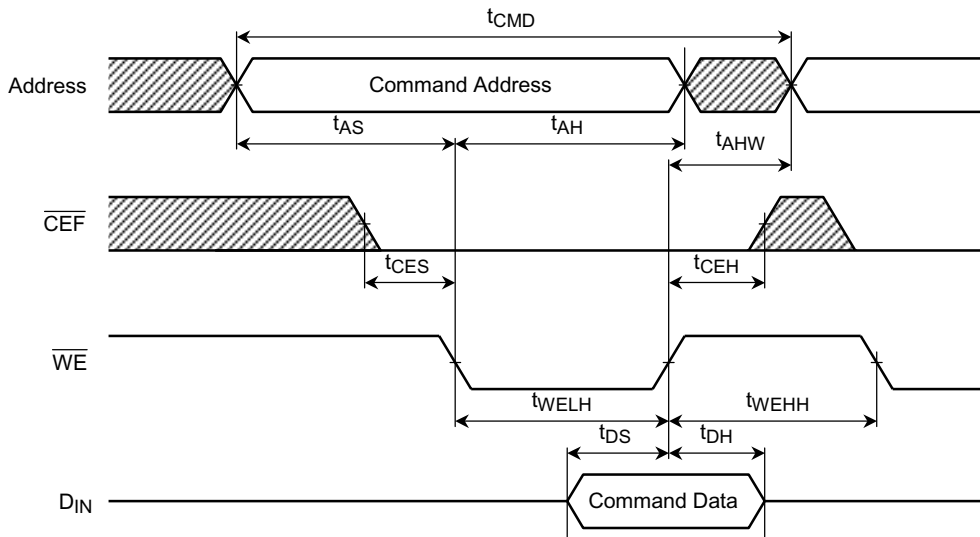 tCMD
Address
Command Address
tAS
tAH
tAHW
CEF
tCES
tCEH
WE
tWELH
tWEHH
tDS
tDH
DIN
Command Data